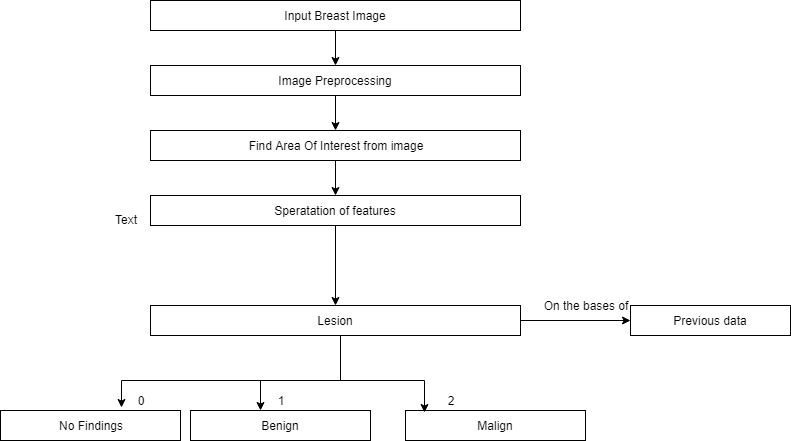 Input Breast Image
Image Preprocessing
Find Area Of Interest from image
Speratation of features
Text
On the bases of
Lesion
Previous data
0
1
2
No Findings
Benign
Malign